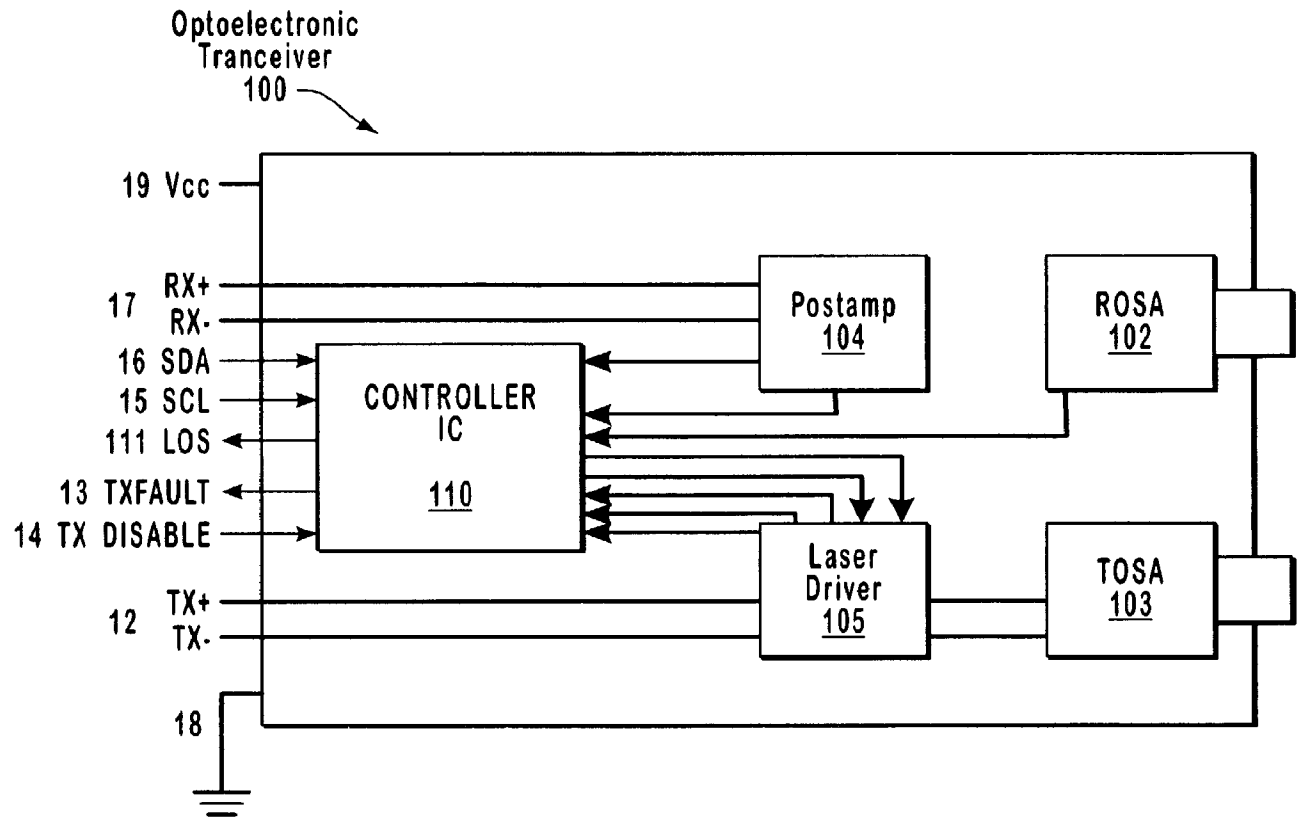 Optoelectronic
Tranceiver
100
19 Vcc
17 RX+
RX-
16 SDA
15 SCL
111 LOS
13 TXFAULT
14 TX DISABLE
12 TX+
TX-
18
CONTROLLER
IC
110
Postamp
104
ROSA
102
Laser
Driver
105
TOSA
103